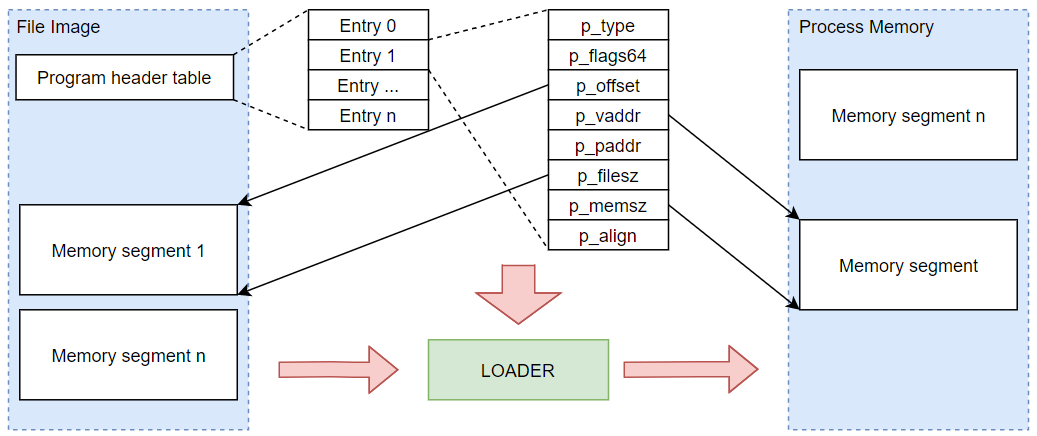 File Image
Program header table
Memory segment 1
Memory segment n
Entry 0
Entry 1
Entry ...
Entry n
p_type
p_flags64
p_offset
p_vaddr
p_paddr
p_filesz
p_memsz
p_align
LOADER
Process Memory
Memory segment n
Memory segment